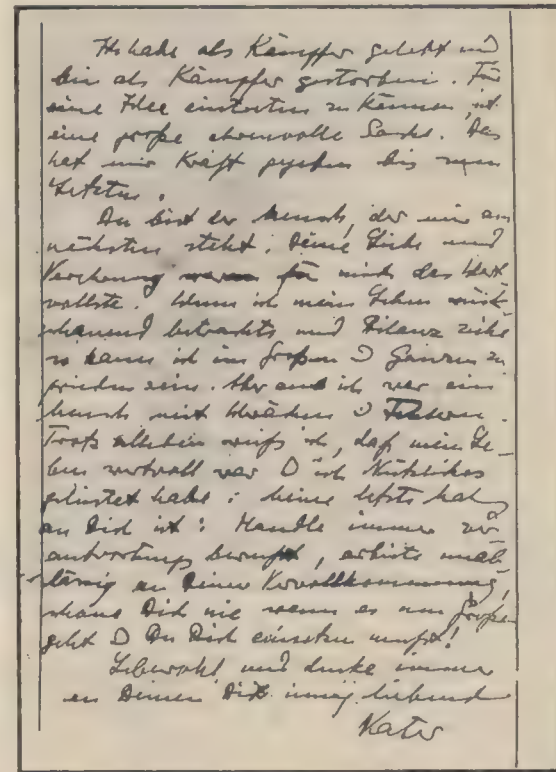 Ich habe als Kämpfer gelebt und
bin als Kämpfer gestorben. Für
eine Idee eintreten zu können, ist
eine große ehrenvolle Sache. Das
hat mir Kraft gegeben bis zum
Letzten.
Du bist der Mensch, der mir am
nächsten steht. Deine Liebe und
Verehrung waren für mich das Wert
vollste. Wenn ich mein Leben rück-
schauend betrachte und Bilanz ziehe
so kann ich im Großen u Ganzen zu
frieden sein. Aber auch ich war ein
Mensch mit Schwächen u Fehlern.
Trotz alledem weiß ich, daß mein Le-
ben wertvoll war u ich Nützliches
geleistet habe. Meine letzte
an Dich ist: Handle immer ver
antwortungsbewußt, arbeite unab
lässig an Deiner Vervollkommnung,
schone Dich nie wenn es um Großes
geht u Du Dich einsetzen mußt!
Lebewohl und denke immer
an Deinen Dich innig liebenden
Vater